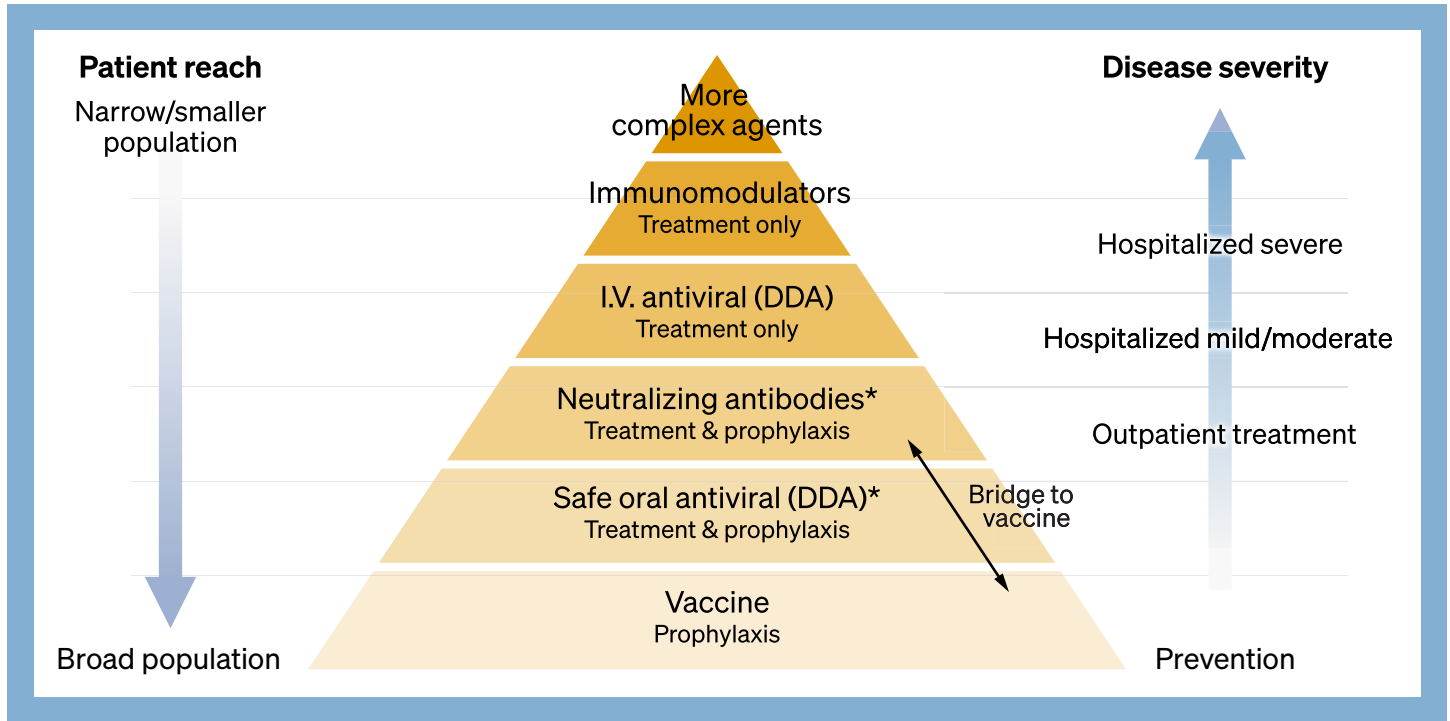 Patient reach
Narrow/smaller
population
Broad population
More
complex agents
Immunomodulators
Treatment only
I.V. antiviral (DDA)
Treatment only
Neutralizing antibodies*
Treatment & prophylaxis
Safe oral antiviral (DDA)*
Treatment & prophylaxis
Vaccine
Prophylaxis
Bridge to
vaccine
Disease severity
Hospitalized severe
Hospitalized mild/moderate
Outpatient treatment
Prevention